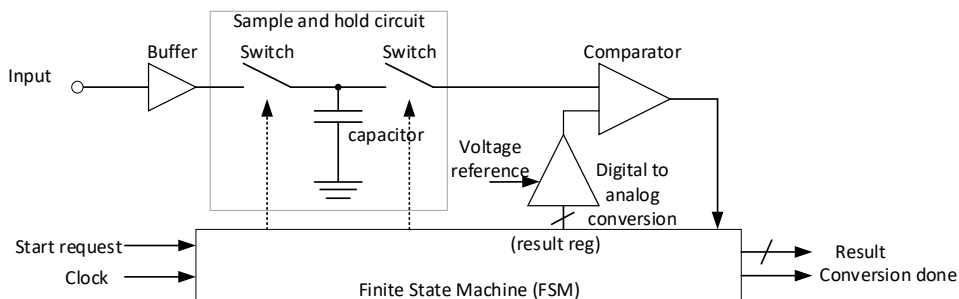 Sample and hold circuit
Buffer
Switch
Switch
Comparator
Input
capacitor
Voltage
reference
Digital to
analog
conversion
Start request
(result reg)
Result
Clock
Conversion done
Finite State Machine (FSM)